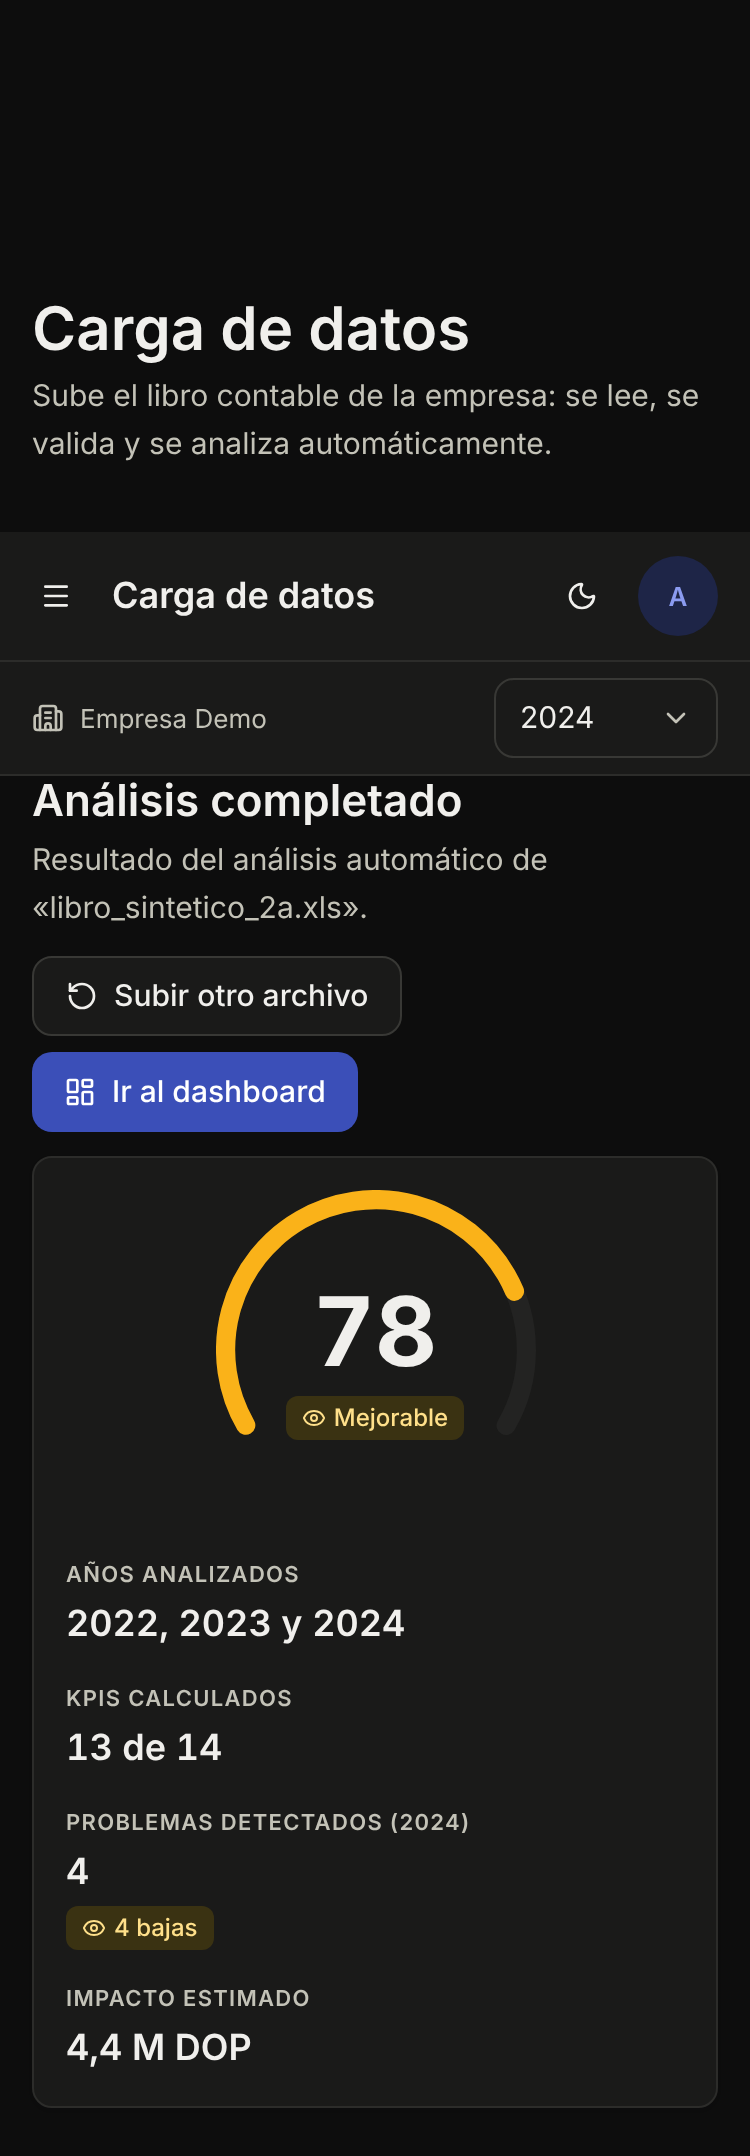 Carga de datos
Sube el libro contable de la empresa: se lee, se
valida y se analiza automáticamente.
Carga de datos
A
Empresa Demo
2024
Análisis completado
Resultado del análisis automático de
«libro_sintetico_2a.xls».
Subir otro archivo
Ir al dashboard
78
Mejorable
AÑOS ANALIZADOS
2022, 2023 y 2024
KPIS CALCULADOS
13 de 14
PROBLEMAS DETECTADOS (2024)
4
4 bajas
IMPACTO ESTIMADO
4,4 M DOP